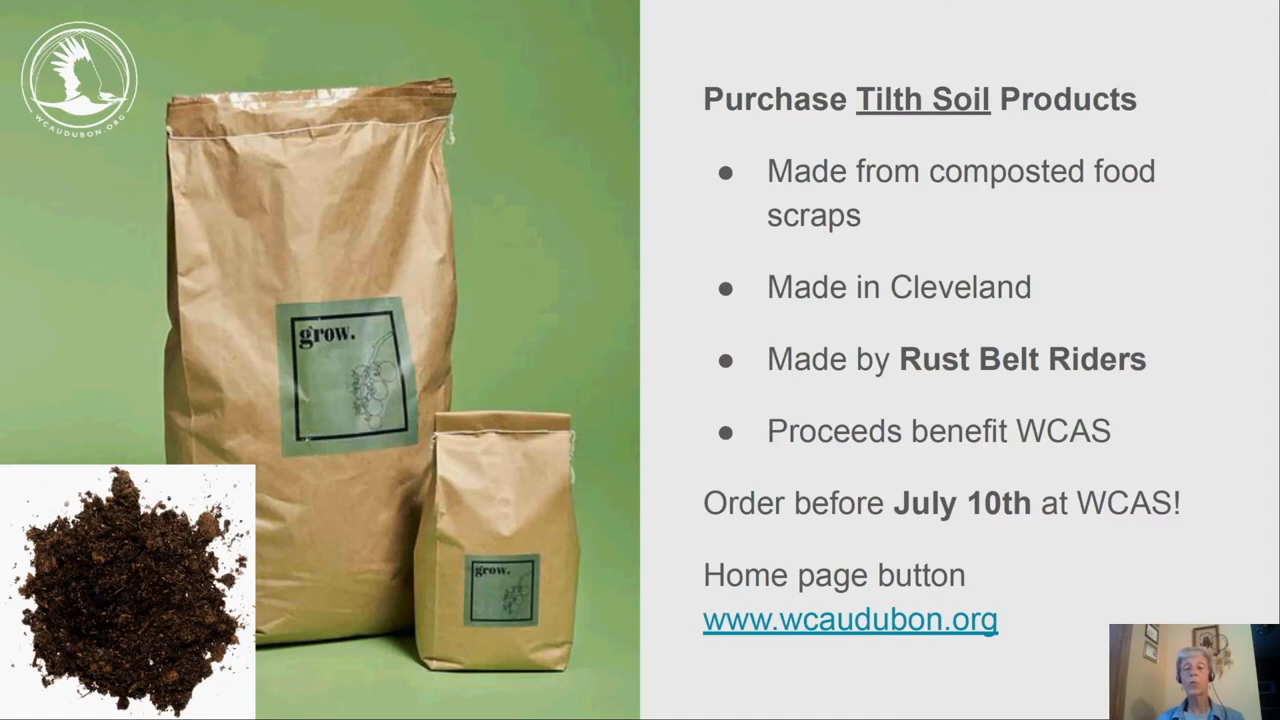 WCAUDUBON.ORG
grow.
grow.
Purchase Tilth Soil Products
● Made from composted food
scraps
● Made in Cleveland
● Made by Rust Belt Riders
● Proceeds benefit WCAS
Order before July 10th at WCAS!
Home page button
www.wcaudubon.org